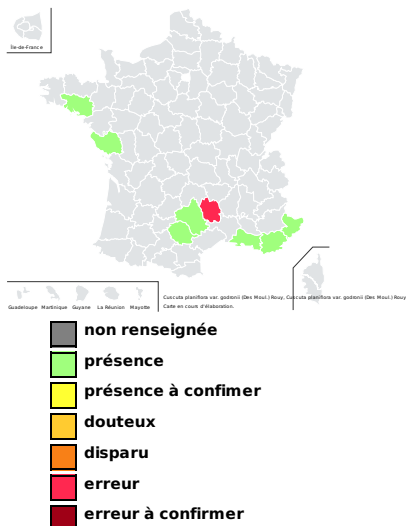 Île-de-France
Guadeloupe Martinique Guyane La Réunion Mayotte
Cuscuta planiflora var. godronii (Des Moul.) Rouy, Cuscuta planiflora var. godronii (Des Moul.) Rouy
Carte en cours d'élaboration.
non renseignée
présence
présence à confimer
douteux
disparu
erreur
erreur à confirmer